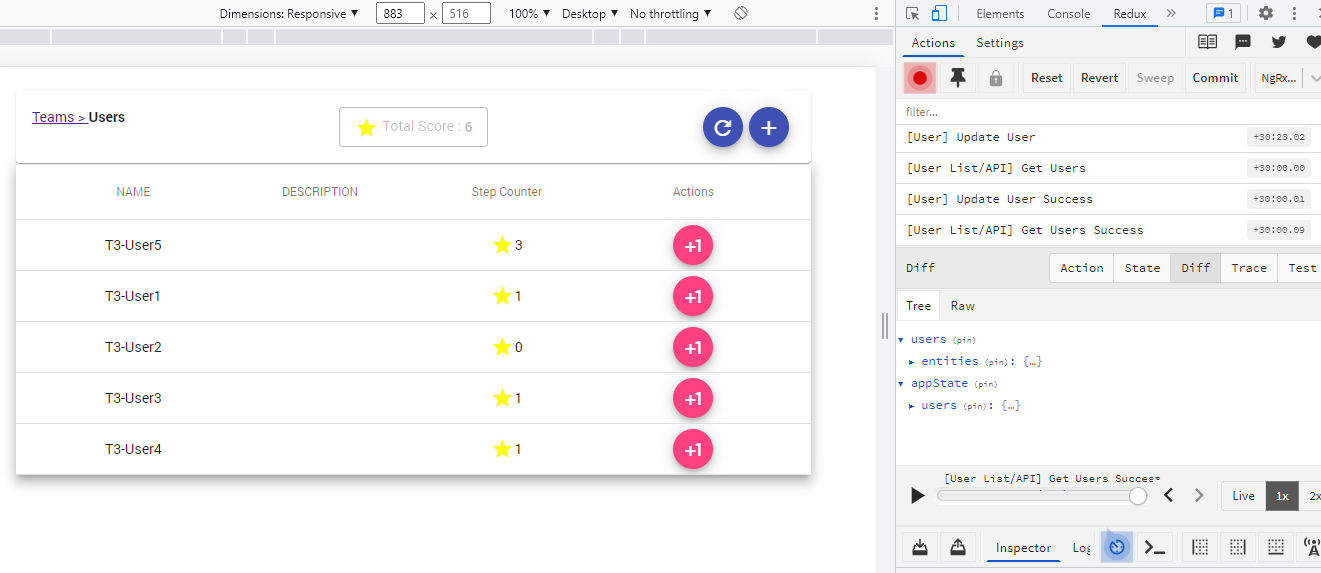 Dimensions: Responsive ▼ 883 × 516 100% ▼ Desktop ▼ No throttling ▼
Elements Console Redux » 1
Actions Settings
Reset Revert Sweep Commit NgRx...
filter...
Teams > Users
Total Score : 6
[User] Update User +30:23.02
[User List/API] Get Users +30:00.00
[User] Update User Success +30:00.01
[User List/API] Get Users Success +30:00.09
NAME DESCRIPTION Step Counter Actions
T3-User5 3 +1
T3-User1 1 +1
T3-User2 0 +1
T3-User3 1 +1
T3-User4 1 +1
Diff Action State Diff Trace Test
Tree Raw
▼ users (pin)
▶ entities (pin): {…}
▼ appState (pin)
▶ users (pin): {…}
[User List/API] Get Users Success
Live 1x 2x
Inspector Log